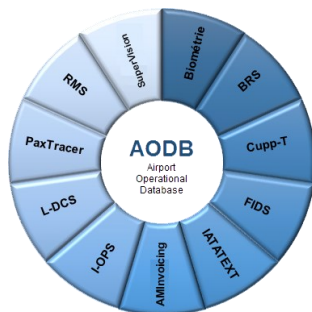 AODB
Airport
Operational
Database
Biométrie
BRS
Cupp-T
FIDS
IATATEXT
AMInvoicing
I-OPS
L-DCS
PaxTracer
RMS
SuperVision